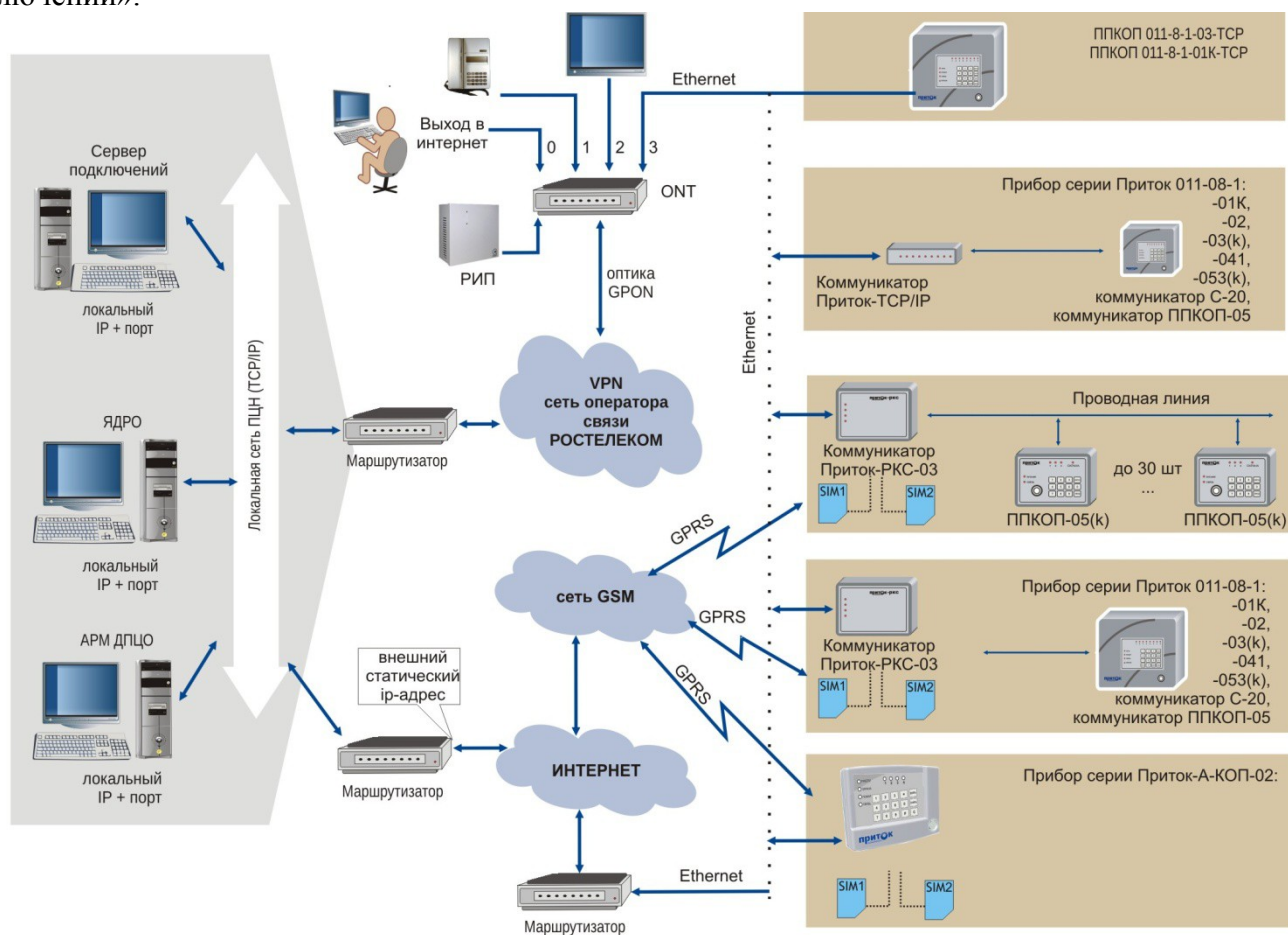 лючений».
ППКОП 011-8-1-03-TCP
ППКОП 011-8-1-01К-TCP
Ethernet
Выход в
интернет
0
1
2
3
ONT
РИП
оптика
GPON
Сервер
подключений
локальный
IP + порт
ЯДРО
локальный
IP + порт
АРМ ДПЦО
локальный
IP + порт
Локальная сеть ПЦН (TCP/IP)
Маршрутизатор
VPN
сеть оператора
связи
РОСТЕЛЕКОМ
Ethernet
Прибор серии Приток 011-08-1:
-01К,
-02,
-03(k),
-041,
-053(k),
коммуникатор С-20,
коммуникатор ППКОП-05
Коммуникатор
Приток-TCP/IP
Проводная линия
Коммуникатор
Приток-РКС-03
SIM1
SIM2
до 30 шт
...
ППКОП-05(k)
ППКОП-05(k)
GPRS
сеть GSM
GPRS
GPRS
Прибор серии Приток 011-08-1:
-01К,
-02,
-03(k),
-041,
-053(k),
коммуникатор С-20,
коммуникатор ППКОП-05
Коммуникатор
Приток-РКС-03
SIM1
SIM2
внешний
статический
ip-адрес
Маршрутизатор
ИНТЕРНЕТ
Прибор серии Приток-А-КОП-02:
приток
SIM1
SIM2
Ethernet
Маршрутизатор